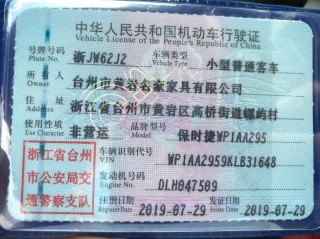 中华人民共和国机动车行驶证
Vehicle License of the People's Republic of China
号牌号码 Plate No. 浙JW62J2 车辆类型 Vehicle Type 小型普通客车
所有人 Owner 台州市黄岩名豪家具有限公司
住址 Address 浙江省台州市黄岩区高桥街道螺屿村
使用性质 Use Character 非营运 品牌型号 Model 保时捷WP1AA295
浙江省台州市公安局交通警察支队
车辆识别代号 VIN WP1AA2959KLB31648
发动机号码 Engine No. DLH047509
注册日期 Register Date 2019-07-29 发证日期 Issue Date 2019-07-29